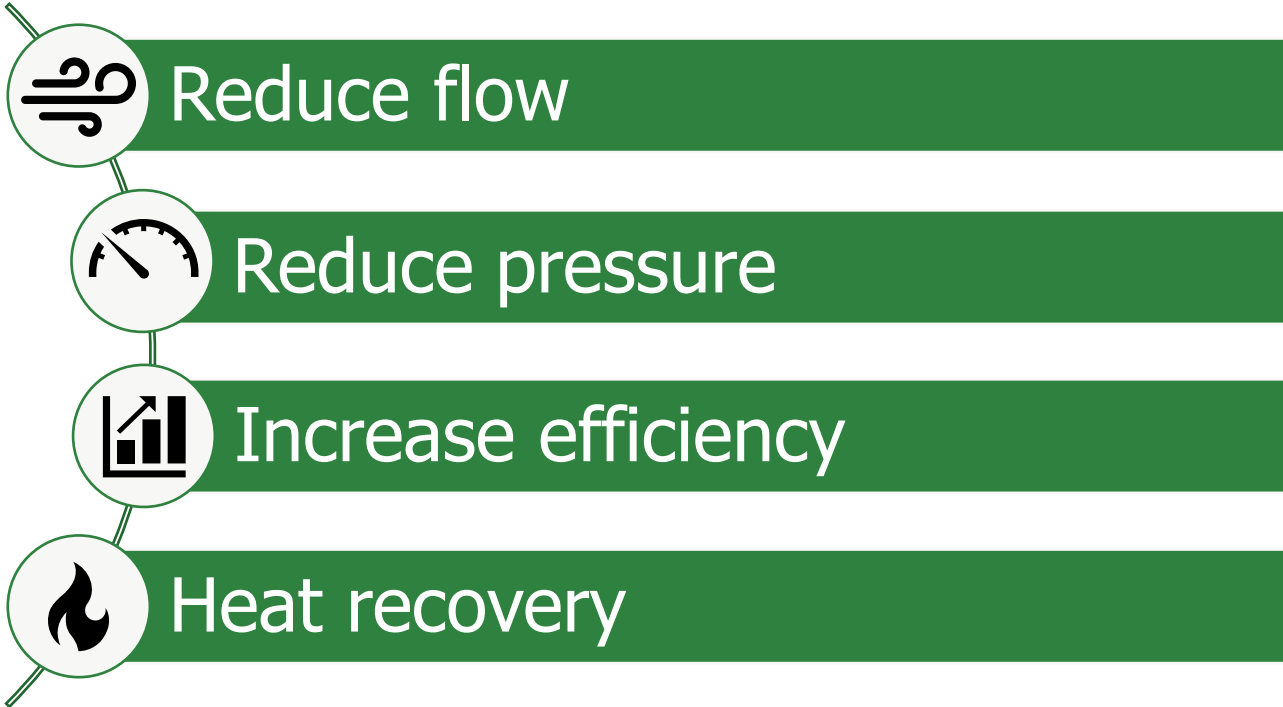 Reduce flow
Reduce pressure
Increase efficiency
Heat recovery